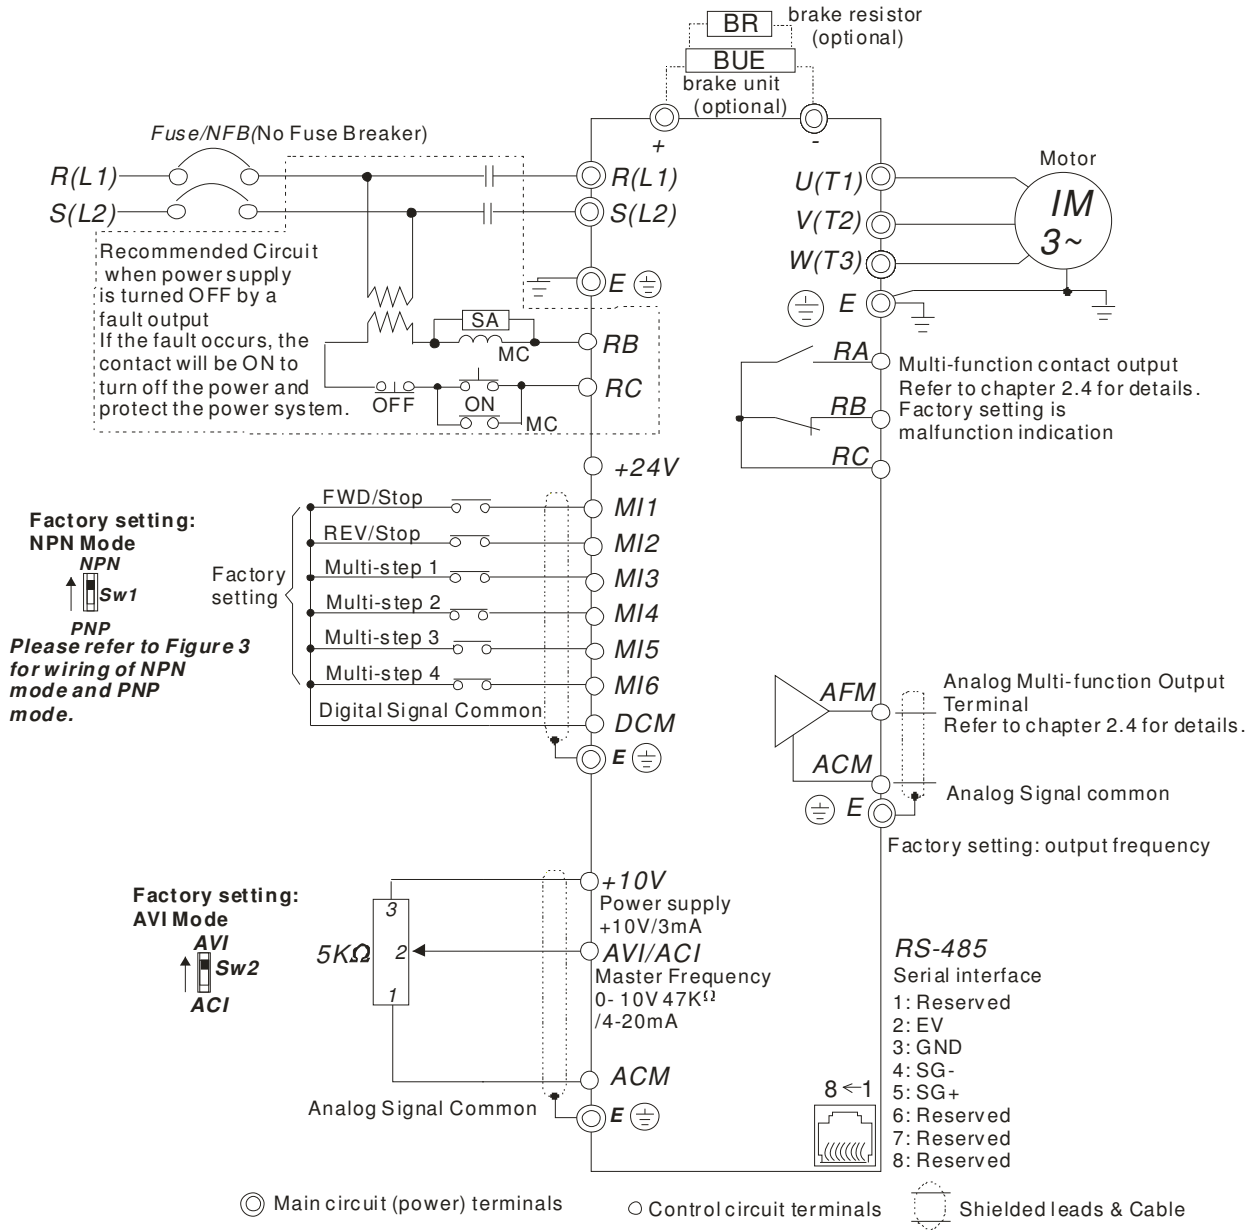 BR
brake resistor
(optional)
BUE
brake unit
(optional)
+
-
Fuse/NFB(No Fuse Breaker)
R(L1)
S(L2)
R(L1)
S(L2)
E
Recommended Circuit
when power supply
is turned OFF by a
fault output
If the fault occurs, the
contact will be ON to
turn off the power and
protect the power system.
SA
MC
OFF
ON
MC
RB
RC
Motor
U(T1)
V(T2)
W(T3)
IM
3~
E
RA
RB
RC
Multi-function contact output
Refer to chapter 2.4 for details.
Factory setting is
malfunction indication
+24V
Factory setting:
NPN Mode
NPN
Sw1
PNP
Please refer to Figure 3
for wiring of NPN
mode and PNP
mode.
Factory
setting
FWD/Stop
MI1
REV/Stop
MI2
Multi-step 1
MI3
Multi-step 2
MI4
Multi-step 3
MI5
Multi-step 4
MI6
Digital Signal Common
DCM
E
AFM
Analog Multi-function Output
Terminal
Refer to chapter 2.4 for details.
ACM
Analog Signal common
E
Factory setting: output frequency
Factory setting:
AVI Mode
AVI
Sw2
ACI
5KΩ
3
2
1
+10V
Power supply
+10V/3mA
AVI/ACI
Master Frequency
0- 10V 47KΩ
/4-20mA
ACM
Analog Signal Common
E
RS-485
Serial interface
1: Reserved
2: EV
3: GND
4: SG-
5: SG+
6: Reserved
7: Reserved
8: Reserved
8←1
Main circuit (power) terminals
Control circuit terminals
Shielded leads & Cable